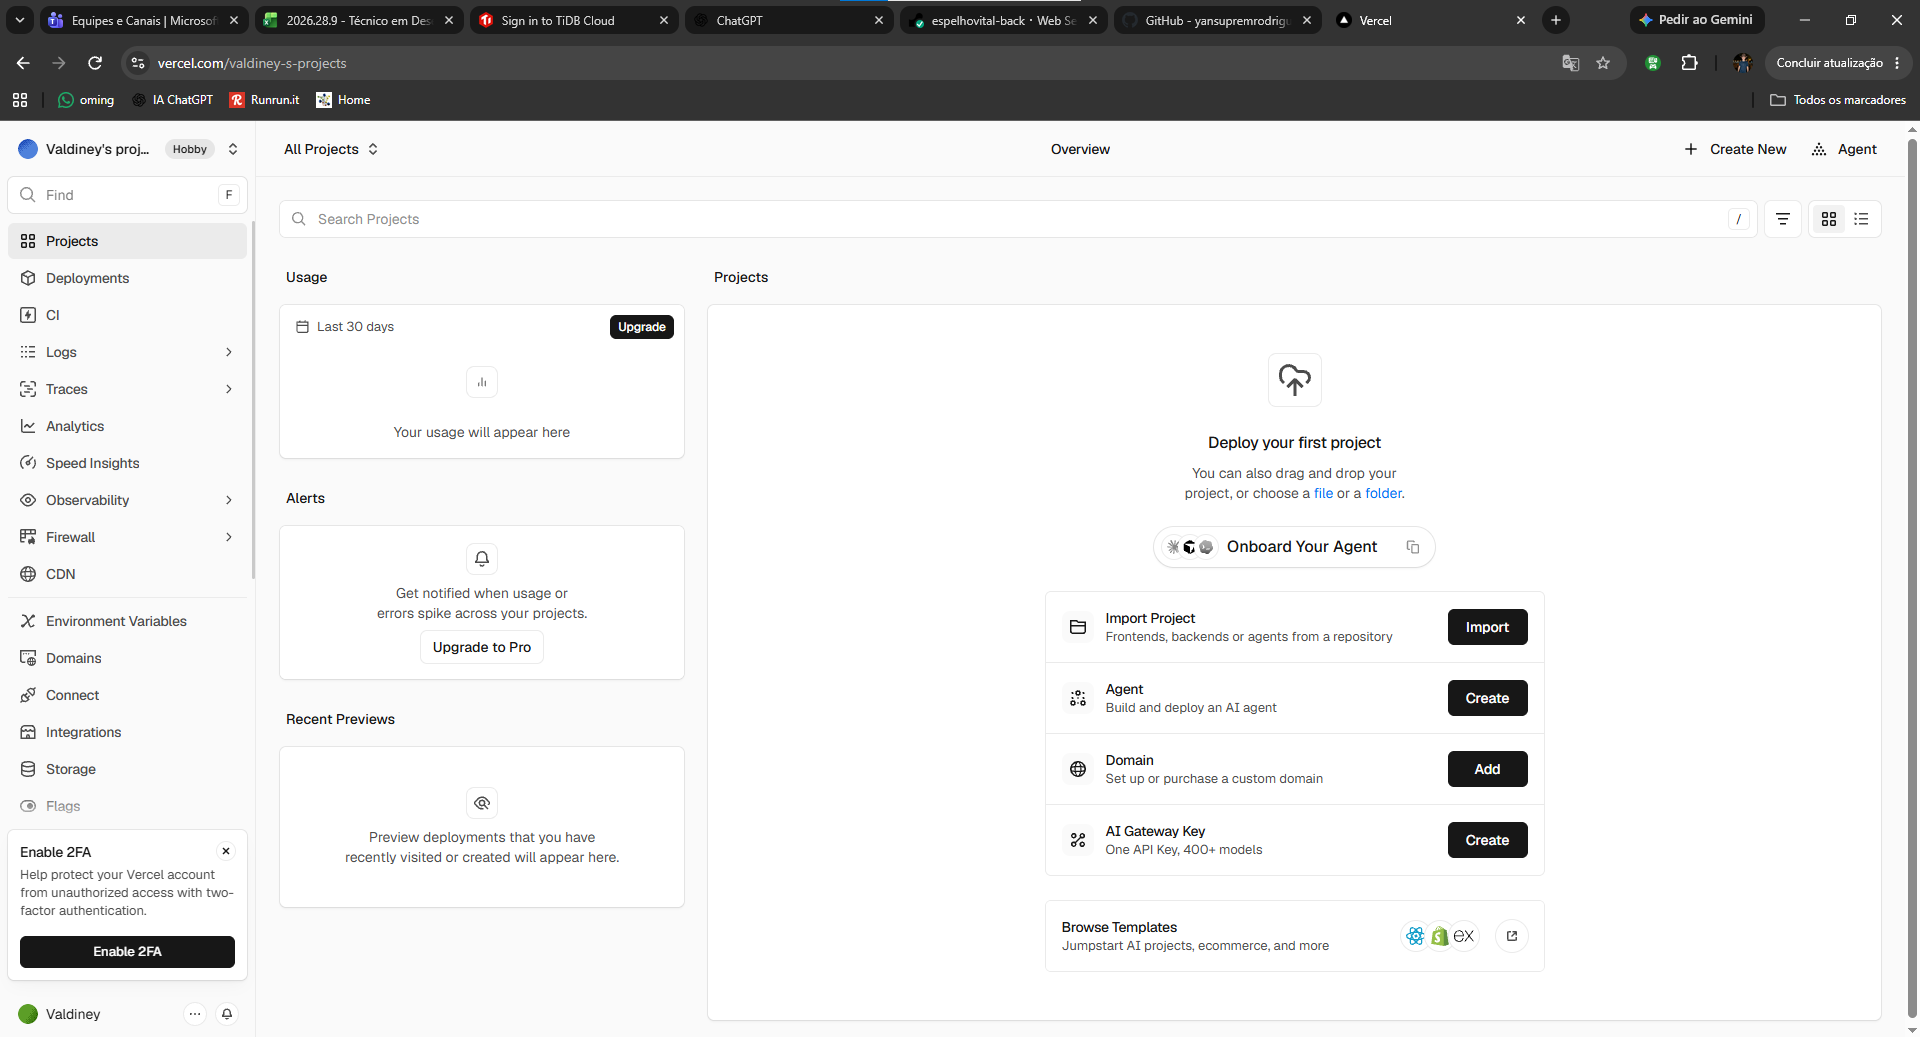 Equipes e Canais | Microsof
2026.28.9 - Técnico em Des
Sign in to TiDB Cloud
ChatGPT
espelhovital-back · Web Se
GitHub - yansupremrodrigu
Vercel
Pedir ao Gemini
vercel.com/valdiney-s-projects
Concluir atualização
oming
IA ChatGPT
Runrun.it
Home
Todos os marcadores
Valdiney's proj...
Hobby
All Projects
Overview
Create New
Agent
Find
F
Search Projects
/
Projects
Deployments
CI
Logs
Traces
Analytics
Speed Insights
Observability
Firewall
CDN
Environment Variables
Domains
Connect
Integrations
Storage
Flags
Enable 2FA
Help protect your Vercel account
from unauthorized access with two-
factor authentication.
Enable 2FA
Valdiney
Usage
Last 30 days
Upgrade
Your usage will appear here
Alerts
Get notified when usage or
errors spike across your projects.
Upgrade to Pro
Recent Previews
Preview deployments that you have
recently visited or created will appear here.
Projects
Deploy your first project
You can also drag and drop your
project, or choose a file or a folder.
Onboard Your Agent
Import Project
Frontends, backends or agents from a repository
Import
Agent
Build and deploy an AI agent
Create
Domain
Set up or purchase a custom domain
Add
AI Gateway Key
One API Key, 400+ models
Create
Browse Templates
Jumpstart AI projects, ecommerce, and more
ex